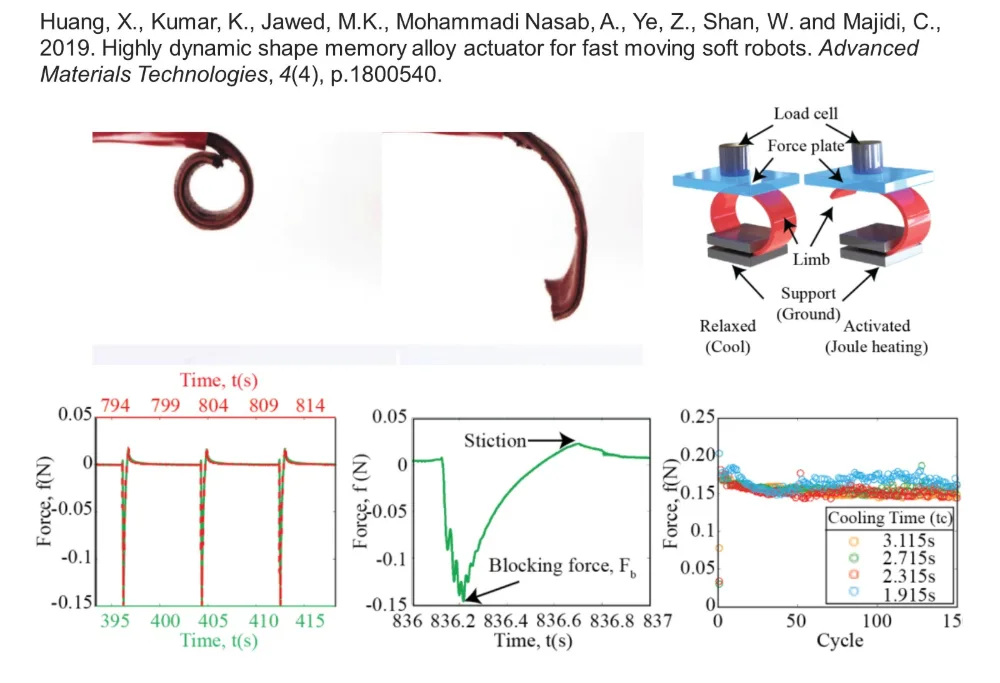 Huang, X., Kumar, K., Jawed, M.K., Mohammadi Nasab, A., Ye, Z., Shan, W. and Majidi, C.,
2019. Highly dynamic shape memory alloy actuator for fast moving soft robots. Advanced
Materials Technologies, 4(4), p.1800540.
Load cell
Force plate
Limb
Support
(Ground)
Relaxed
(Cool)
Activated
(Joule heating)
Time, t(s)
794 799 804 809 814
0.05
0
-0.05
-0.1
-0.15
Force, f(N)
395 400 405 410 415
Time, t(s)
0.05
0
-0.05
-0.1
-0.15
Force, f (N)
Stiction
Blocking force, Fb
836 836.2 836.4 836.6 836.8 837
Time, t(s)
0.25
0.20
0.15
0.1
0.05
0
Force, f(N)
Cooling Time (tc)
3.115s
2.715s
2.315s
1.915s
0 50 100 15
Cycle